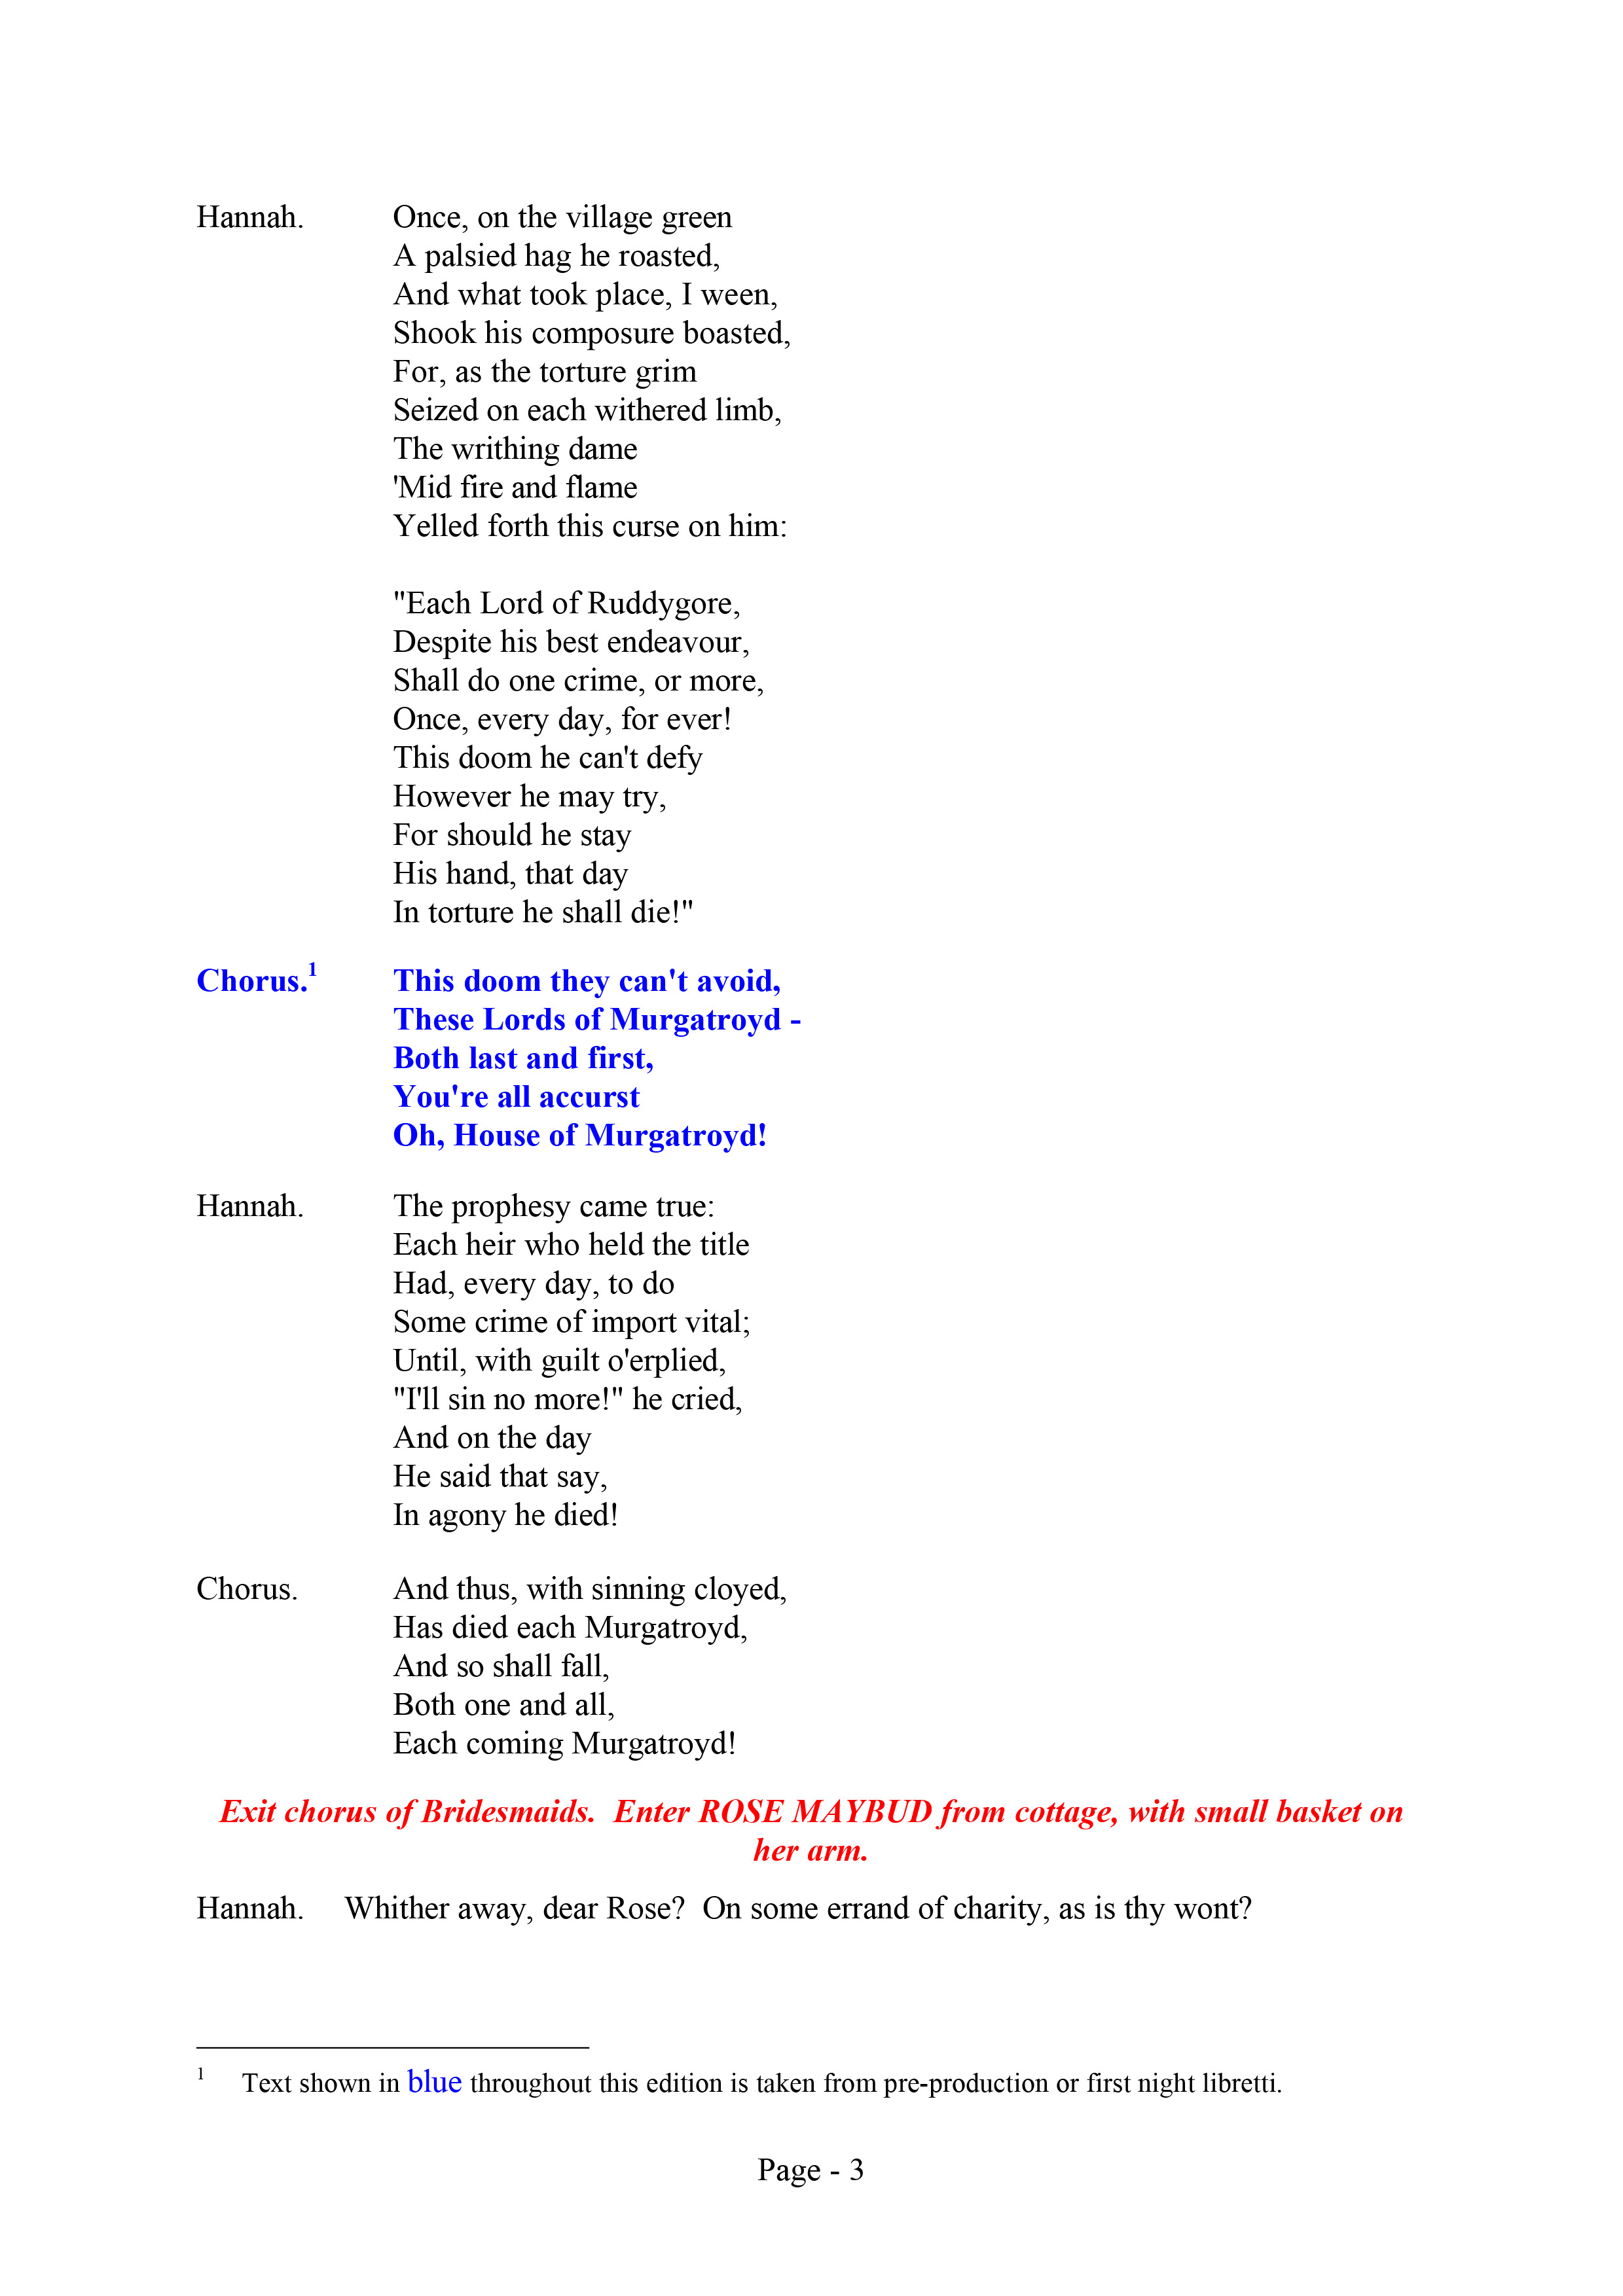 Hannah. Once, on the village green
A palsied hag he roasted,
And what took place, I ween,
Shook his composure boasted,
For, as the torture grim
Seized on each withered limb,
The writhing dame
'Mid fire and flame
Yelled forth this curse on him:
"Each Lord of Ruddygore,
Despite his best endeavour,
Shall do one crime, or more,
Once, every day, for ever!
This doom he can't defy
However he may try,
For should he stay
His hand, that day
In torture he shall die!"
Chorus.1 This doom they can't avoid,
These Lords of Murgatroyd -
Both last and first,
You're all accurst
Oh, House of Murgatroyd!
Hannah. The prophesy came true:
Each heir who held the title
Had, every day, to do
Some crime of import vital;
Until, with guilt o'erplied,
"I'll sin no more!" he cried,
And on the day
He said that say,
In agony he died!
Chorus. And thus, with sinning cloyed,
Has died each Murgatroyd,
And so shall fall,
Both one and all,
Each coming Murgatroyd!
Exit chorus of Bridesmaids. Enter ROSE MAYBUD from cottage, with small basket on
her arm.
Hannah. Whither away, dear Rose? On some errand of charity, as is thy wont?
1 Text shown in blue throughout this edition is taken from pre-production or first night libretti.
Page - 3